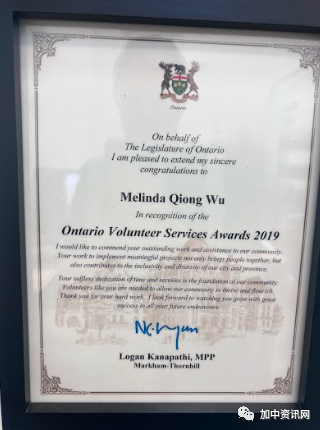 Ontario
On behalf of
The Legislature of Ontario
I am pleased to extend my sincere
congratulations to
Melinda Qiong Wu
In recognition of the
Ontario Volunteer Services Awards 2019
I would like to commend your outstanding work and assistance to our community.
Your work to implement meaningful projects not only brings people together, but
also contributes to the inclusivity and diversity of our city and province.
Your selfless dedication of time and services is the foundation of our community.
Volunteers like you are needed to allow our community to thrive and flourish.
Thank you for your hard work. I look forward to watching you grow with great
success in all your future endeavours.
Logan Kanapathi, MPP
Markham-Thornhill
加中资讯网